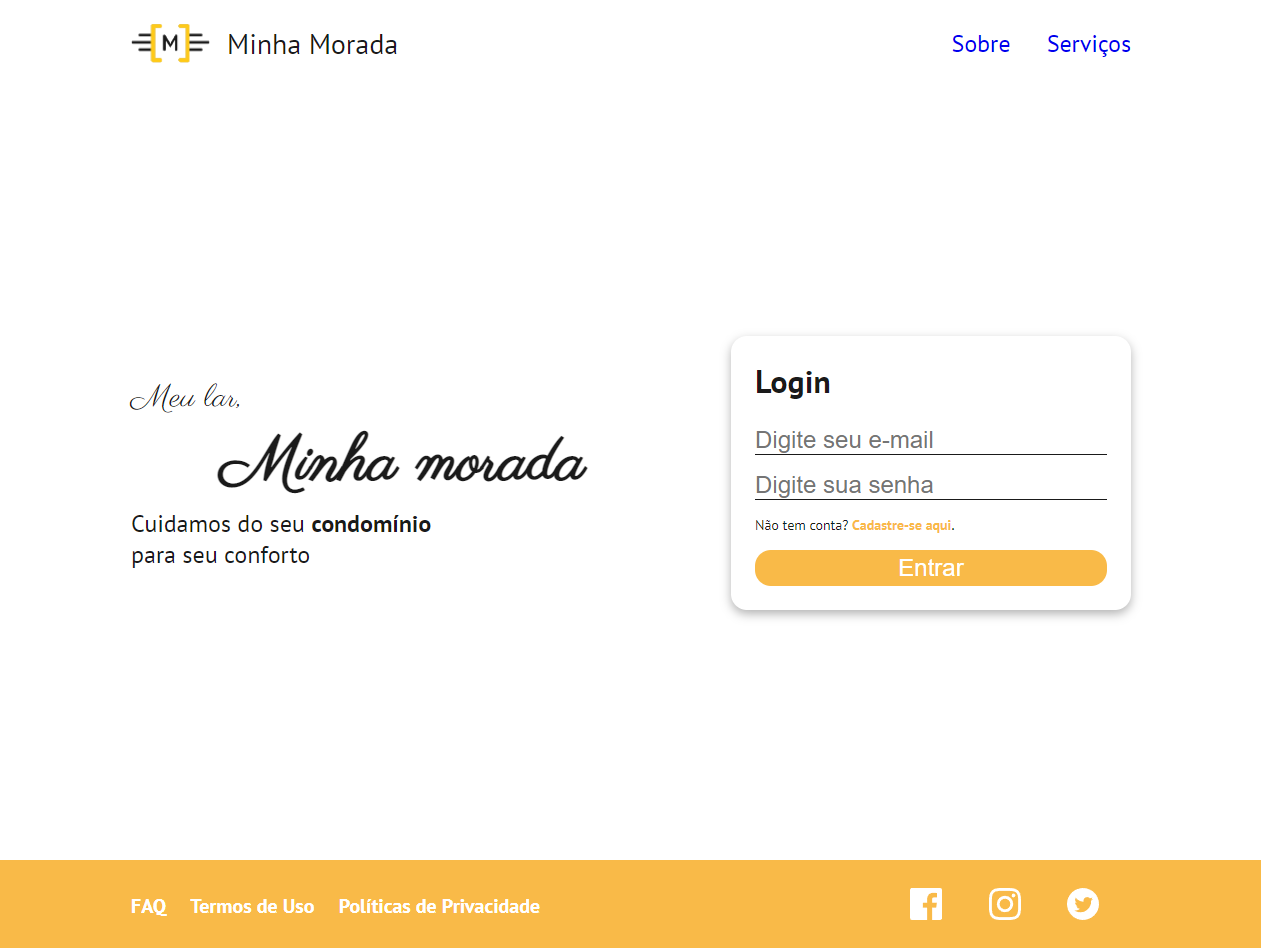 M Minha Morada
Sobre Serviços
Meu lar,
Minha morada
Cuidamos do seu condomínio
para seu conforto
Login
Digite seu e-mail
Digite sua senha
Não tem conta? Cadastre-se aqui.
Entrar
FAQ Termos de Uso Políticas de Privacidade